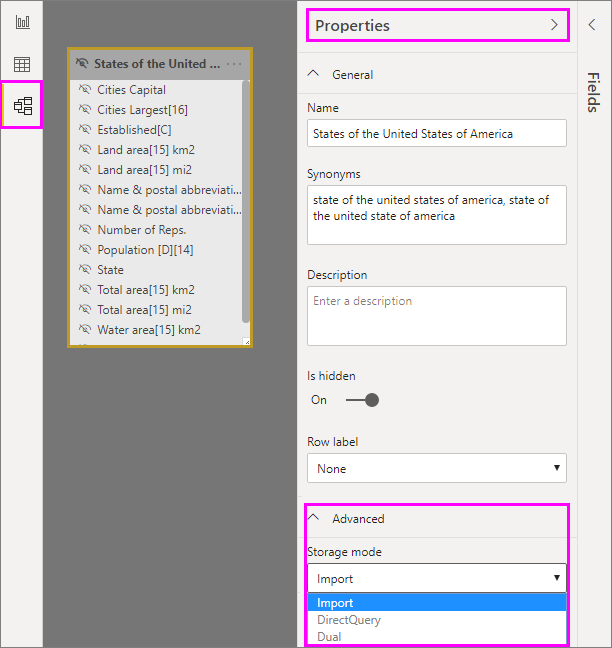 States of the United ...
Cities Capital
Cities Largest[16]
Established[C]
Land area[15] km2
Land area[15] mi2
Name & postal abbreviati...
Name & postal abbreviati...
Number of Reps.
Population [D][14]
State
Total area[15] km2
Total area[15] mi2
Water area[15] km2
Properties
General
Name
States of the United States of America
Synonyms
state of the united states of america, state of
the united state of america
Description
Enter a description
Is hidden
On
Row label
None
Advanced
Storage mode
Import
Import
DirectQuery
Dual
Fields